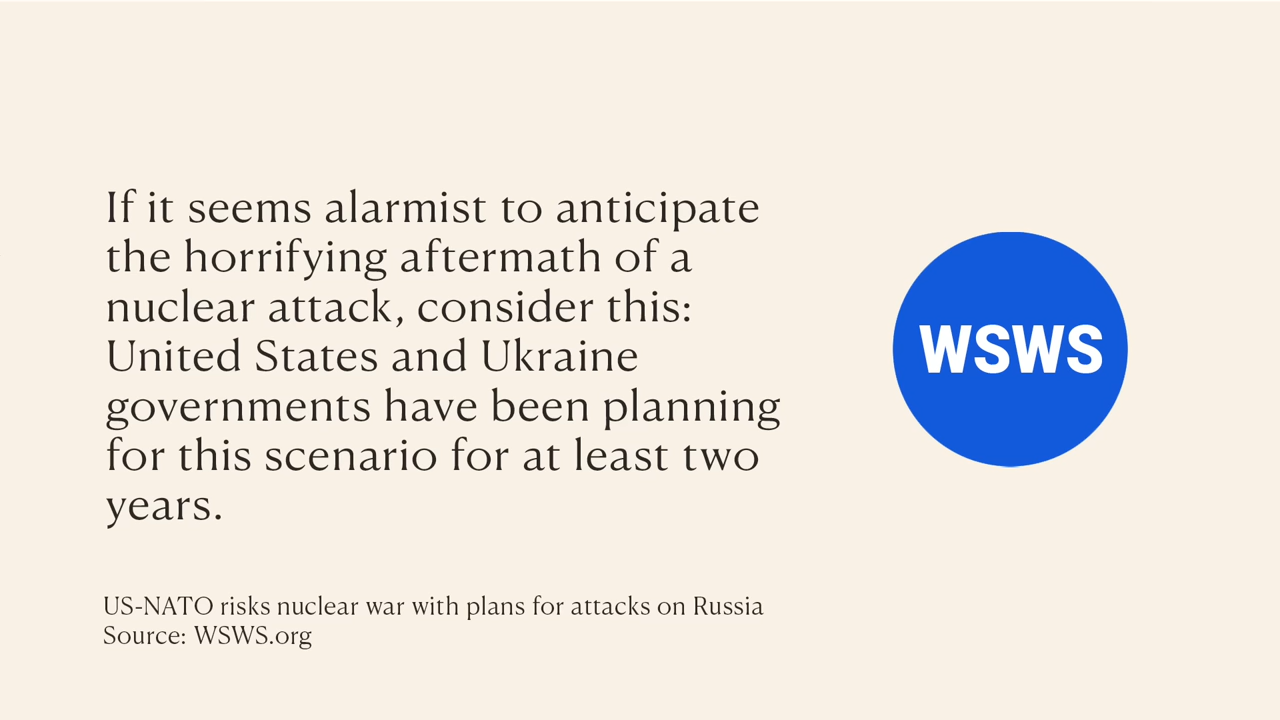 If it seems alarmist to anticipate
the horrifying aftermath of a
nuclear attack, consider this:
United States and Ukraine
governments have been planning
for this scenario for at least two
years.
WSWS
US-NATO risks nuclear war with plans for attacks on Russia
Source: WSWS.org